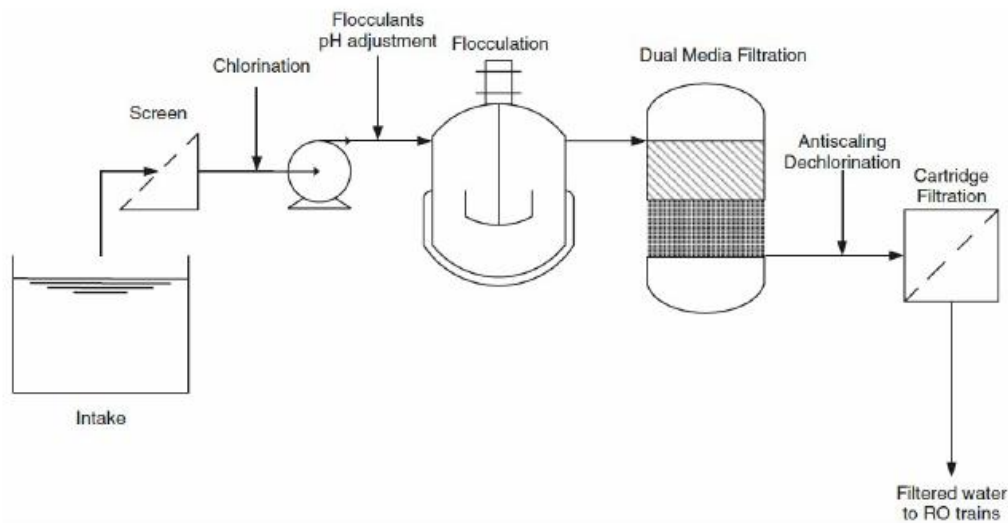 Flocculants
pH adjustment
Flocculation
Dual Media Filtration
Chlorination
Screen
Antiscaling
Dechlorination
Cartridge
Filtration
Intake
Filtered water
to RO trains